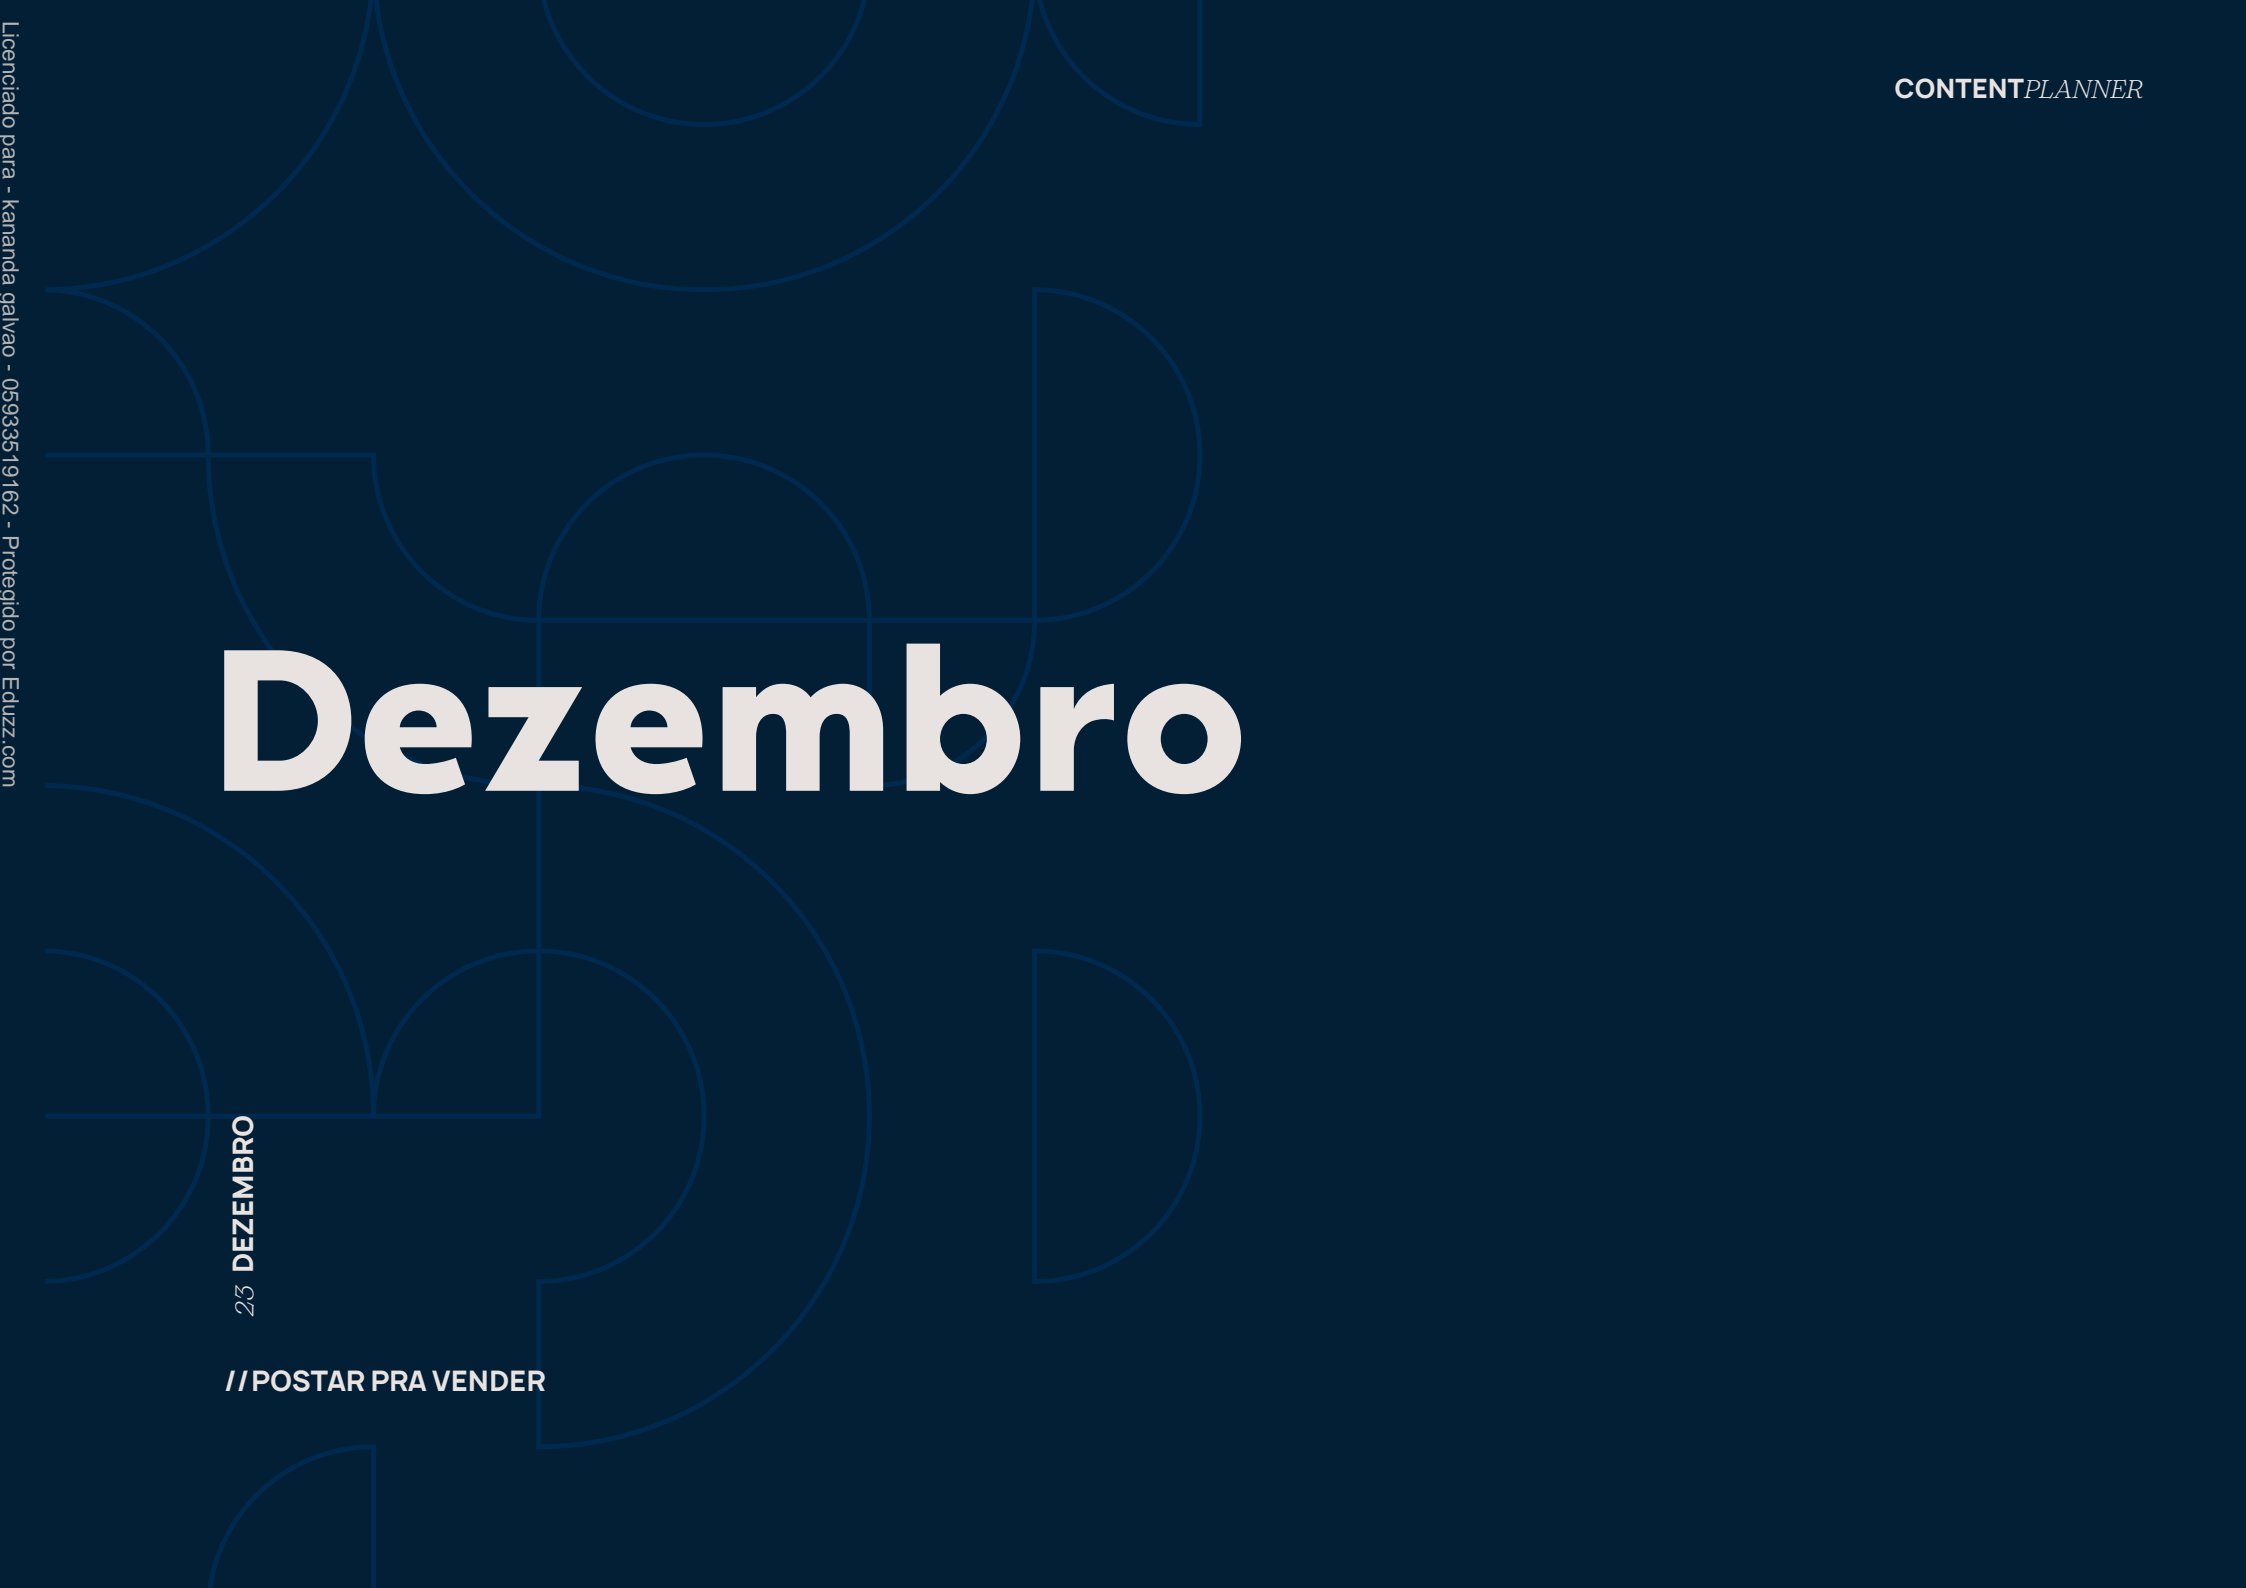 CONTENTPLANNER
Licenciado para - kananda galvao - 05933519162 - Protegido por Eduzz.com
Dezembro
23 DEZEMBRO
//POSTAR PRA VENDER